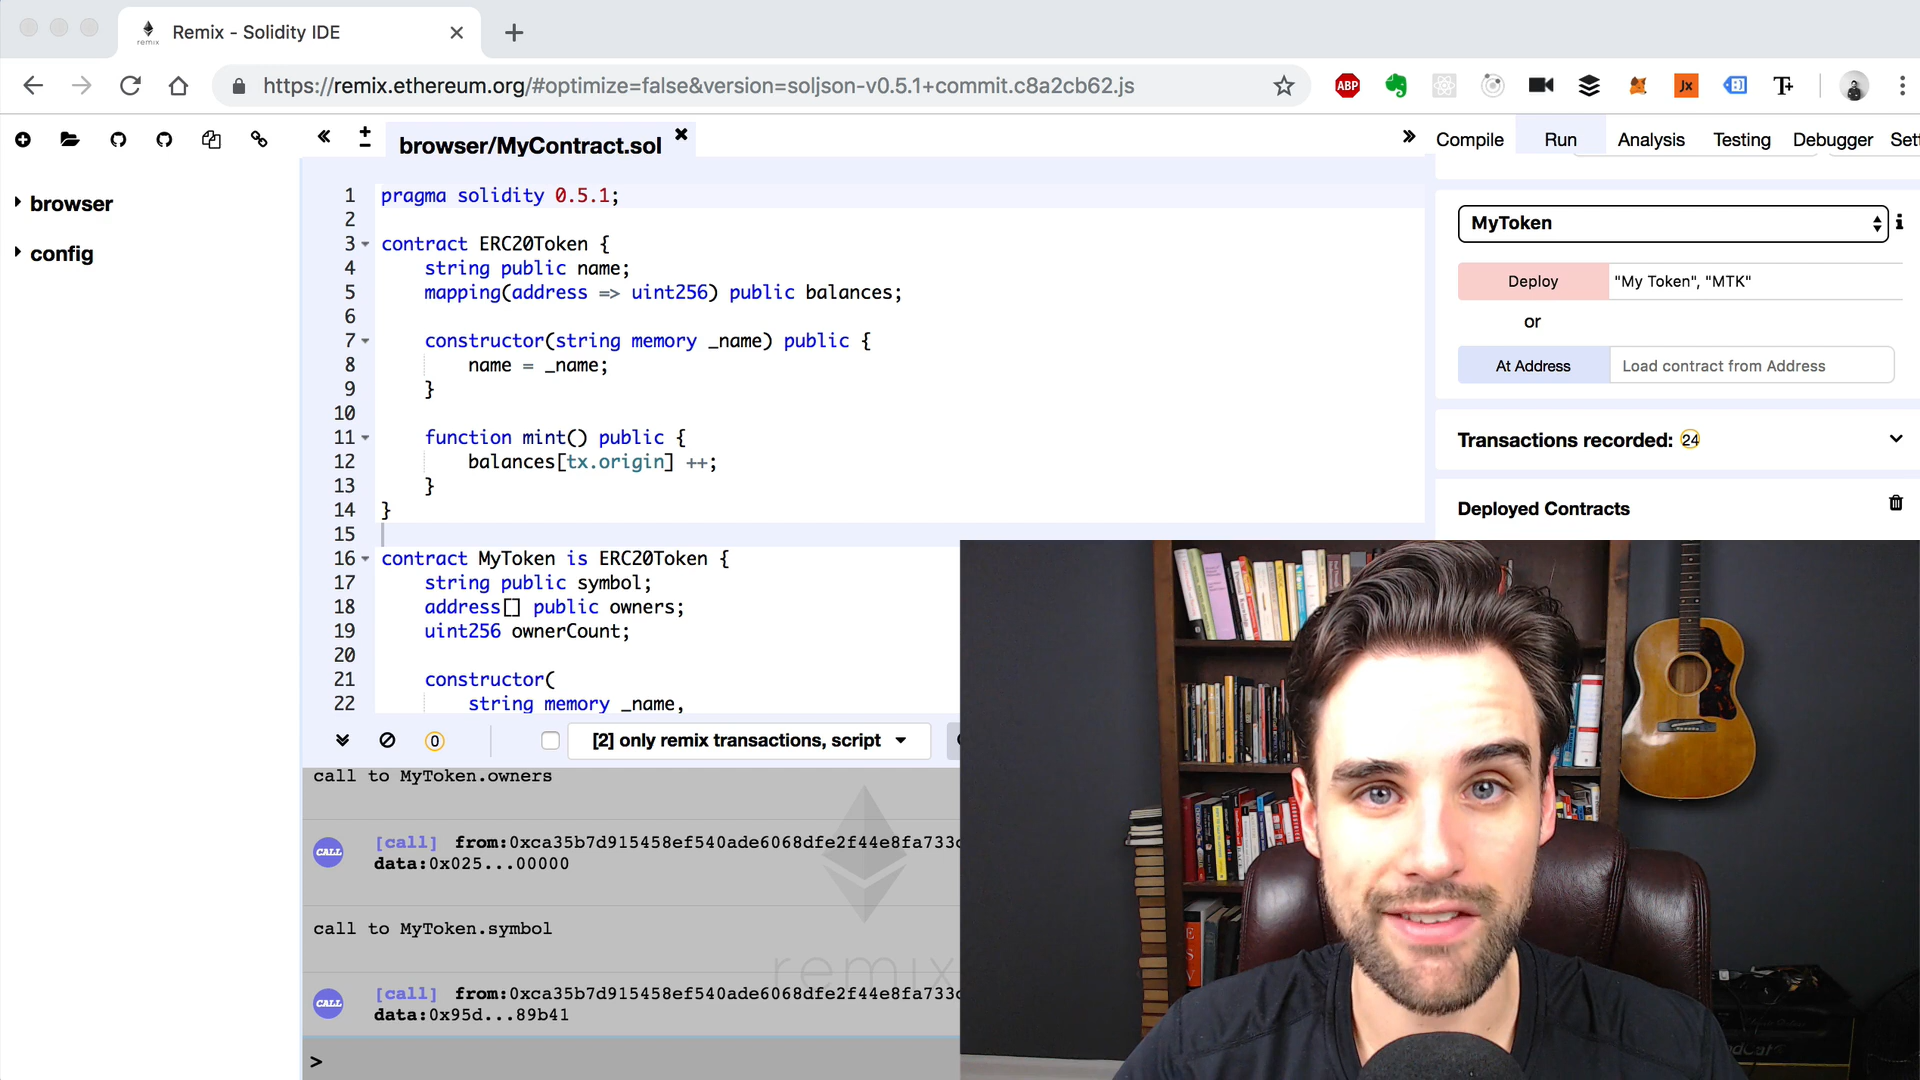 remix
Remix - Solidity IDE
https://remix.ethereum.org/#optimize=false&version=soljson-v0.5.1+commit.c8a2cb62.js
ABP
Jx
T+
browser/MyContract.sol
Compile
Run
Analysis
Testing
Debugger
browser
config
1 pragma solidity 0.5.1;
2
3 contract ERC20Token {
4 string public name;
5 mapping(address => uint256) public balances;
6
7 constructor(string memory _name) public {
8 name = _name;
9 }
10
11 function mint() public {
12 balances[tx.origin] ++;
13 }
14 }
15
16 contract MyToken is ERC20Token {
17 string public symbol;
18 address[] public owners;
19 uint256 ownerCount;
20
21 constructor(
22 string memory _name,
MyToken
Deploy "My Token", "MTK"
or
At Address Load contract from Address
Transactions recorded: 24
Deployed Contracts
0 [2] only remix transactions, script
call to MyToken.owners
CALL [call] from:0xca35b7d915458ef540ade6068dfe2f44e8fa733c
data:0x025...00000
call to MyToken.symbol
remix
CALL [call] from:0xca35b7d915458ef540ade6068dfe2f44e8fa733c
data:0x95d...89b41
>